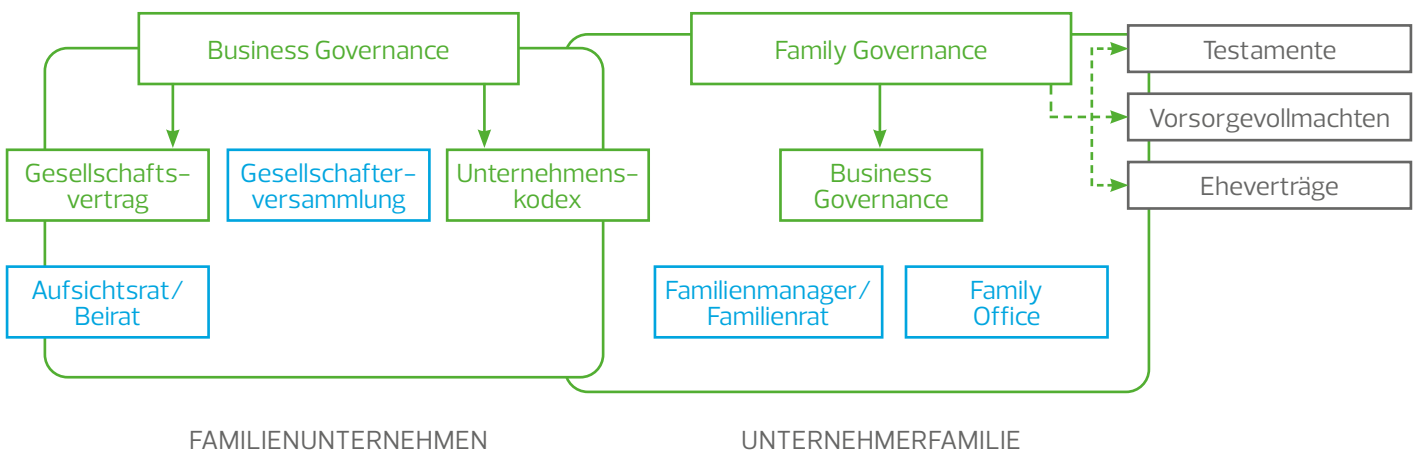 Business Governance
Family Governance
Testamente
Vorsorgevollmachten
Eheverträge
Gesellschafts-
vertrag
Gesellschafter-
versammlung
Unternehmens-
kodex
Business
Governance
Aufsichtsrat/
Beirat
Familienmanager/
Familienrat
Family
Office
FAMILIENUNTERNEHMEN
UNTERNEHMERFAMILIE